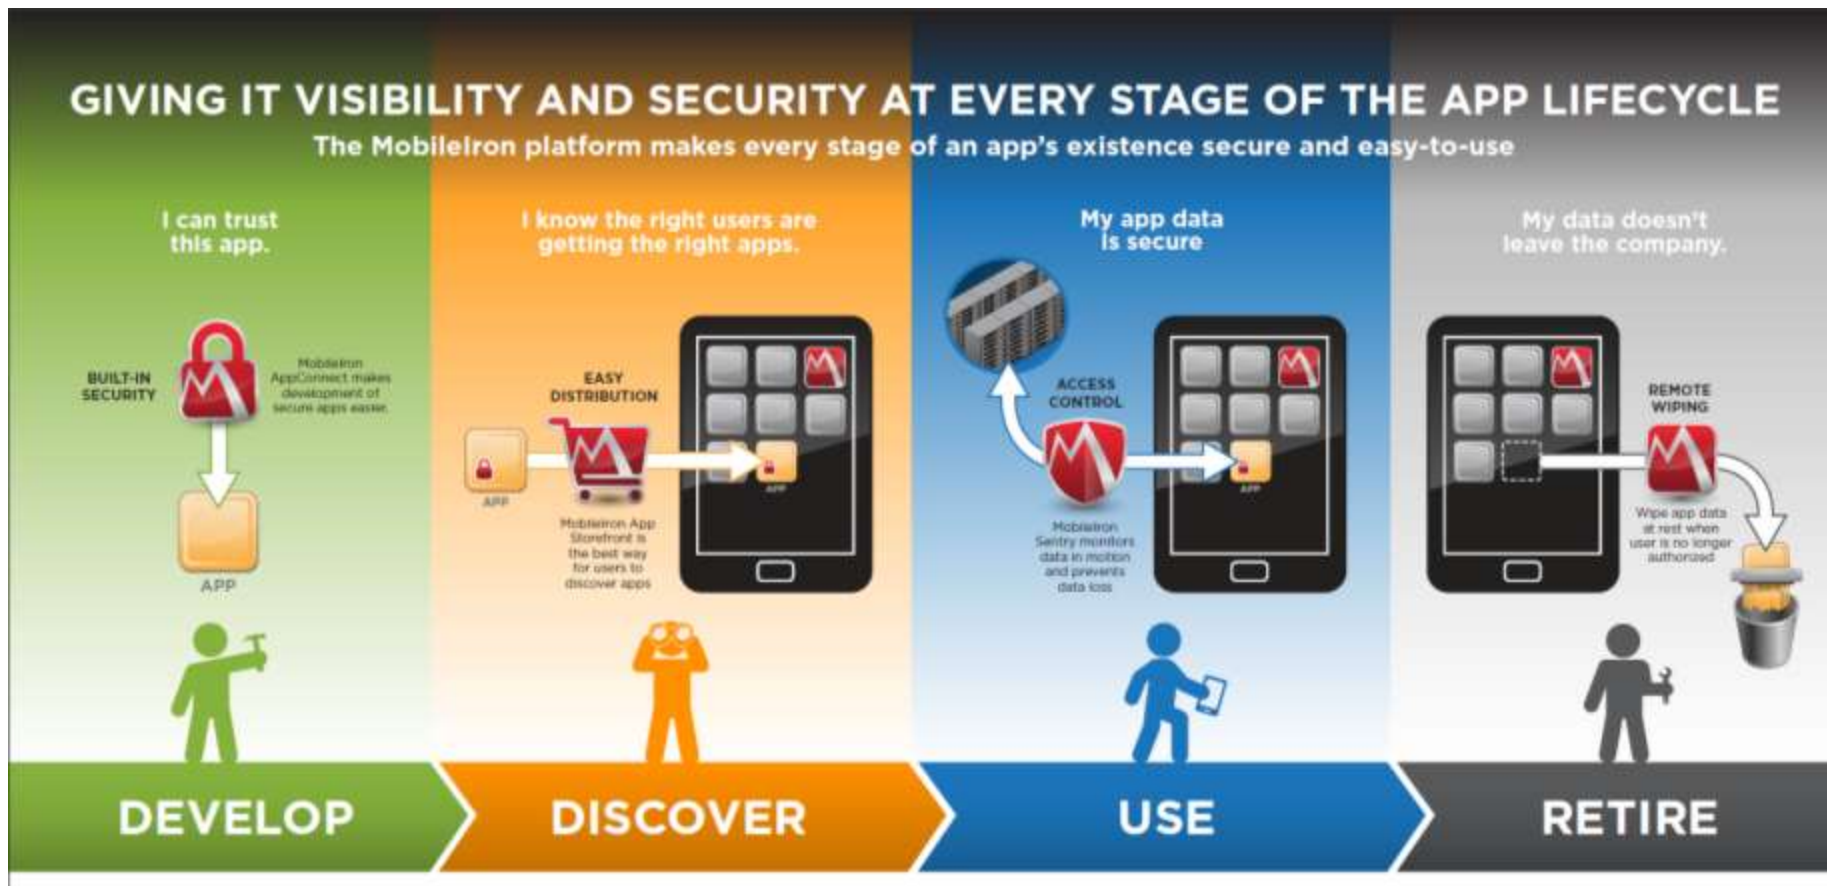 GIVING IT VISIBILITY AND SECURITY AT EVERY STAGE OF THE APP LIFECYCLE
The MobileIron platform makes every stage of an app's existence secure and easy-to-use
I can trust
this app.
BUILT-IN
SECURITY
MobileIron
AppConnect makes
development of
secure apps easier.
APP
DEVELOP
I know the right users are
getting the right apps.
EASY
DISTRIBUTION
APP
APP
MobileIron App
Storefront is
the best way
for users to
discover apps
DISCOVER
My app data
is secure
ACCESS
CONTROL
APP
MobileIron
Sentry monitors
data in motion
and prevents
data loss
USE
My data doesn't
leave the company.
REMOTE
WIPING
Wipe app data
at rest when
user is no longer
authorized
RETIRE